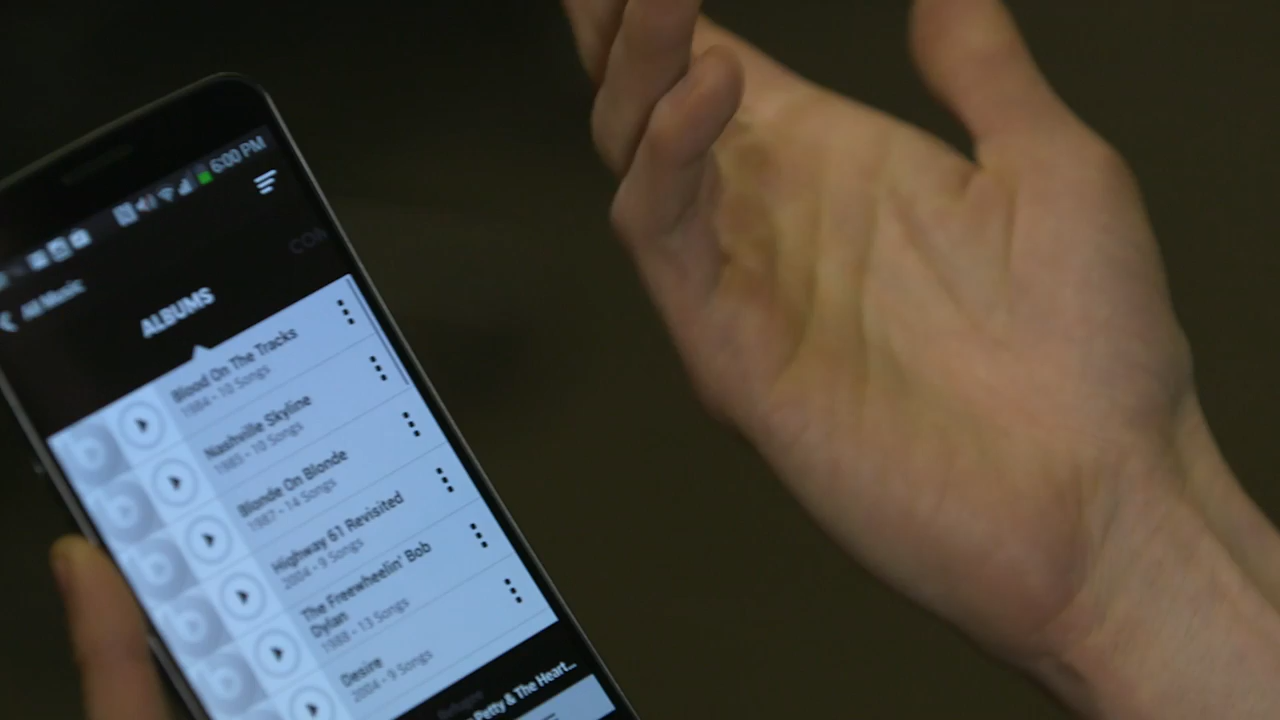 6:00 PM
All Music
ALBUMS
Blood On The Tracks
1984 • 10 Songs
Nashville Skyline
1985 • 10 Songs
Blonde On Blonde
1987 • 14 Songs
Highway 61 Revisited
2004 • 9 Songs
The Freewheelin' Bob
Dylan
1988 • 13 Songs
Desire
2004 • 9 Songs
Petty & The Heart...